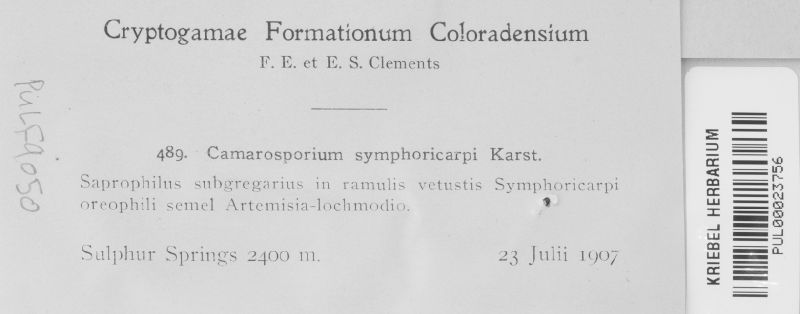 Cryptogamae Formationum Coloradensium
F. E. et E. S. Clements
489. Camarosporium symphoricarpi Karst.
Saprophilus subgregarius in ramulis vetustis Symphoricarpi
oreophili semel Artemisia-lochmodio.
Sulphur Springs 2400 m.
23 Julii 1907
PULF9050
KRIEBEL HERBARIUM
PUL00023756